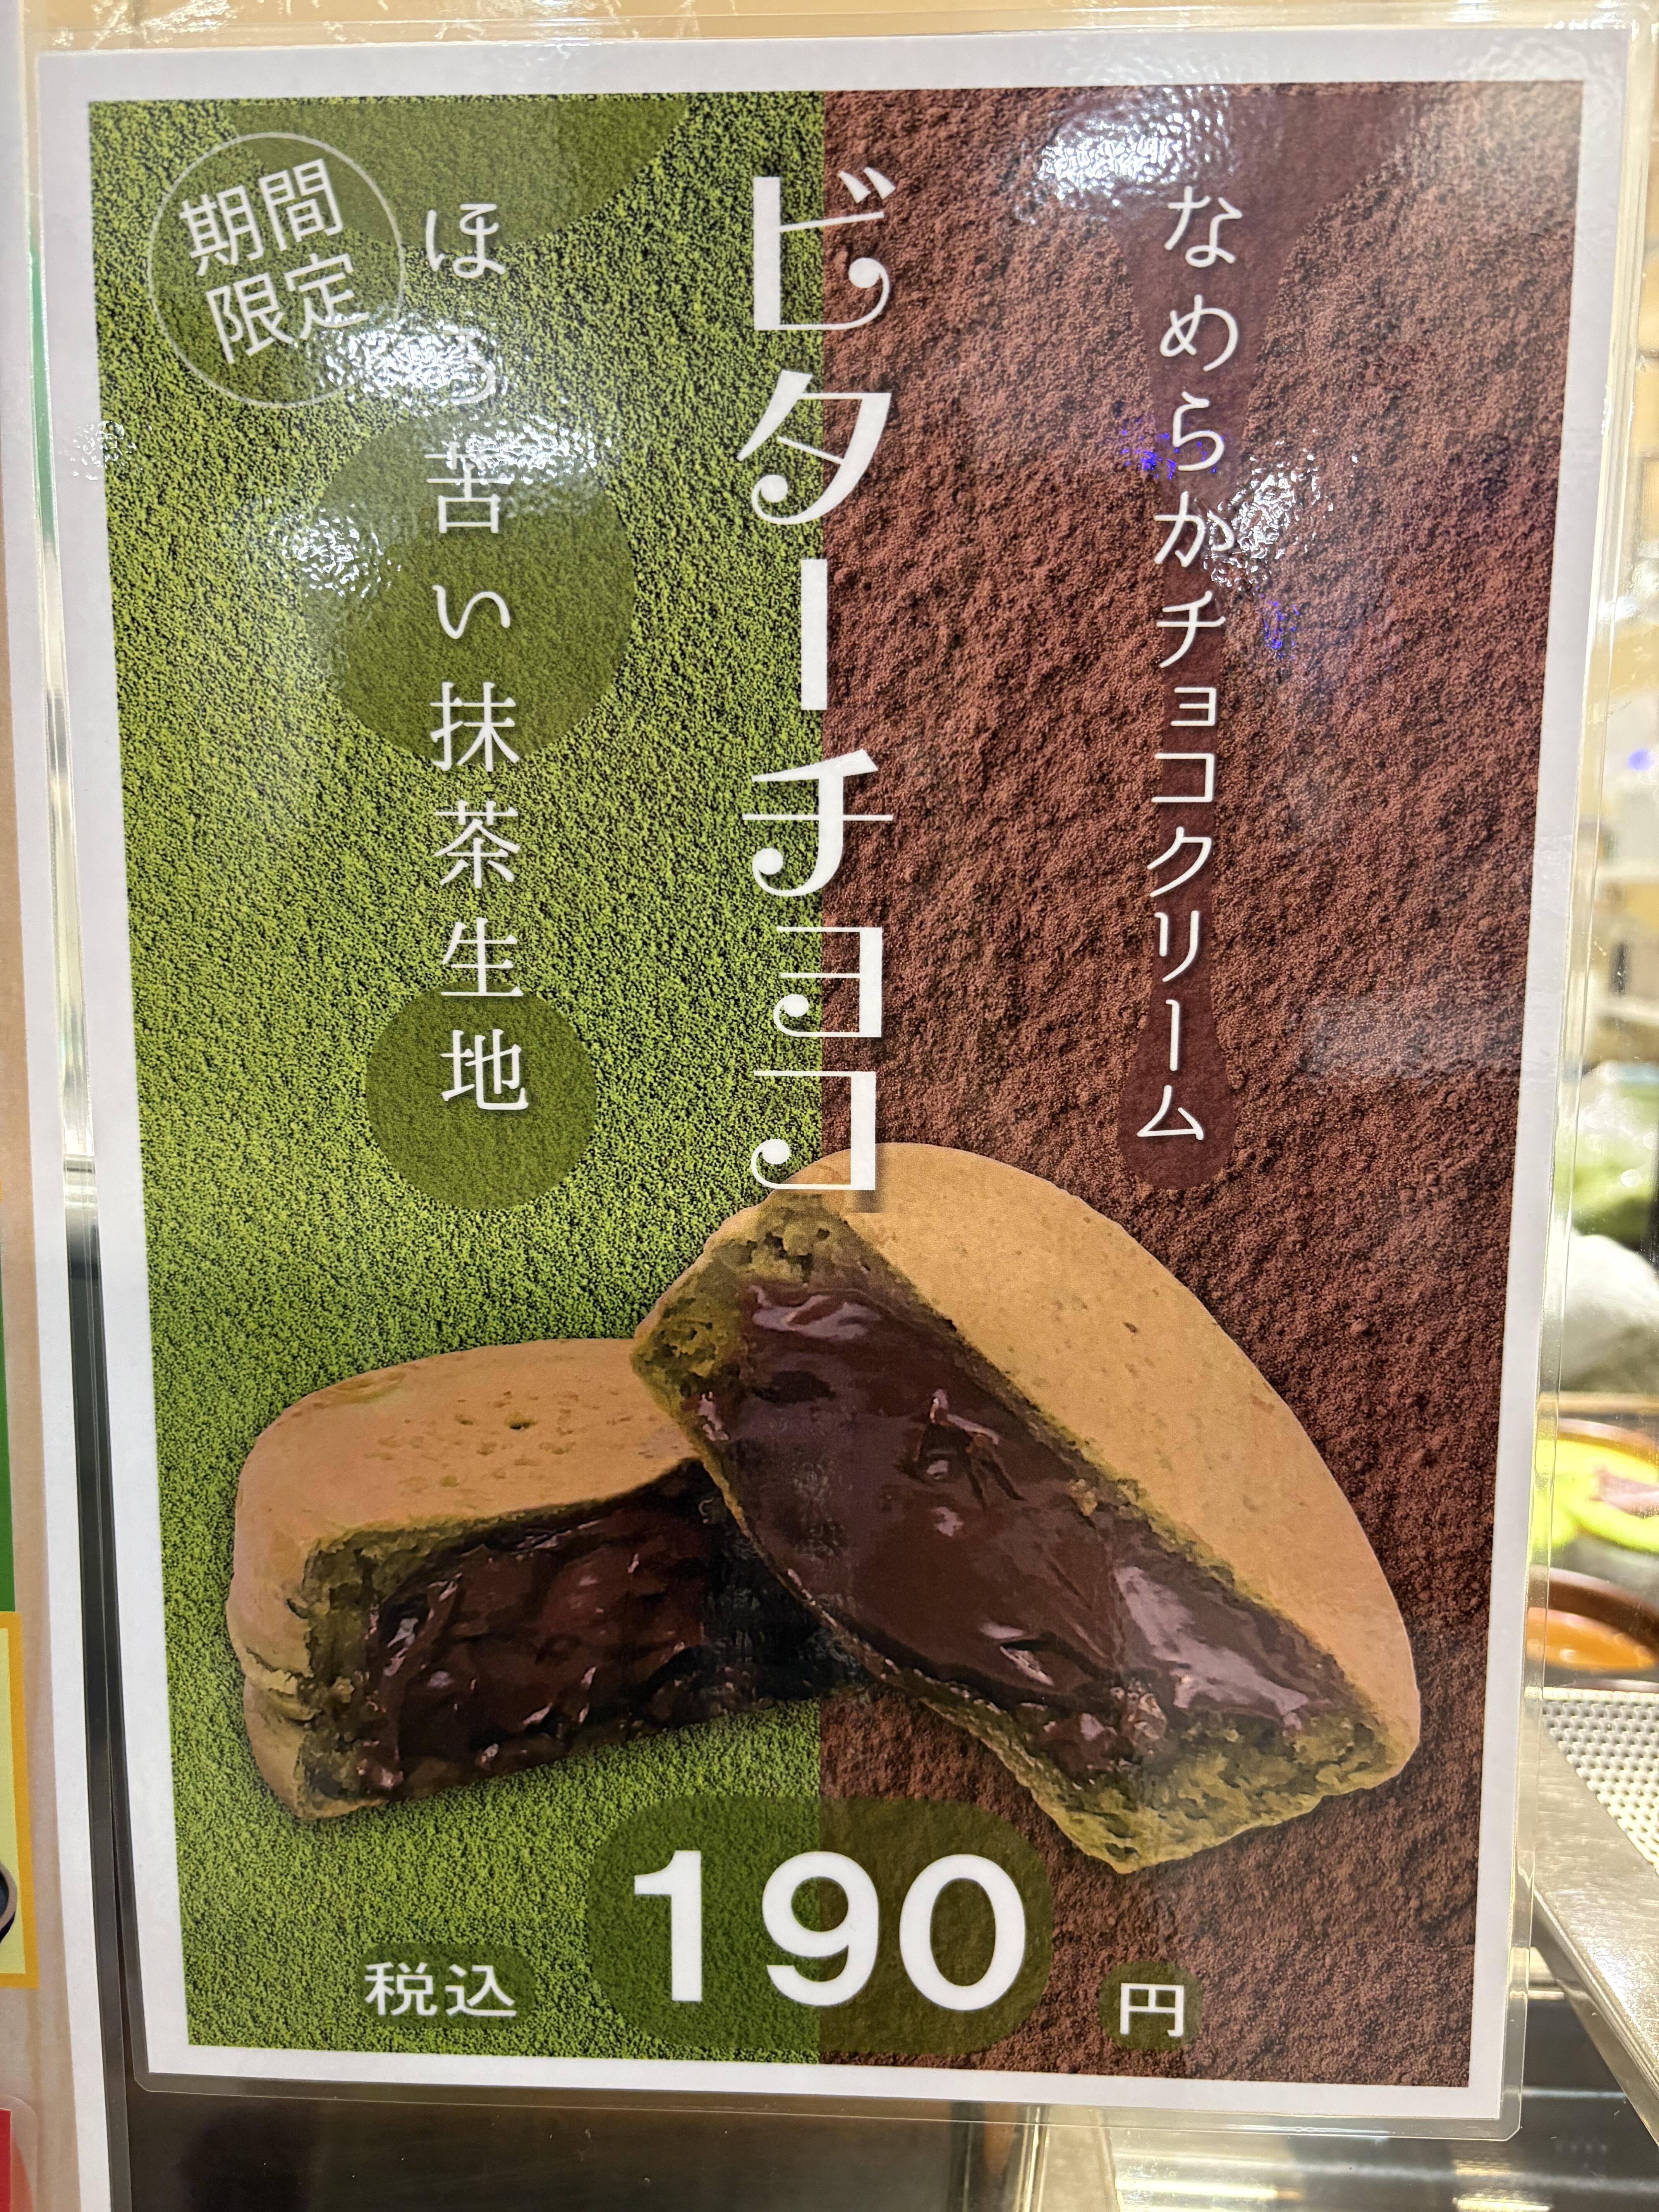 なめらかチョコクリーム
ビターチョコ
ほろ苦い抹茶生地
期間
限定
税込 190 円